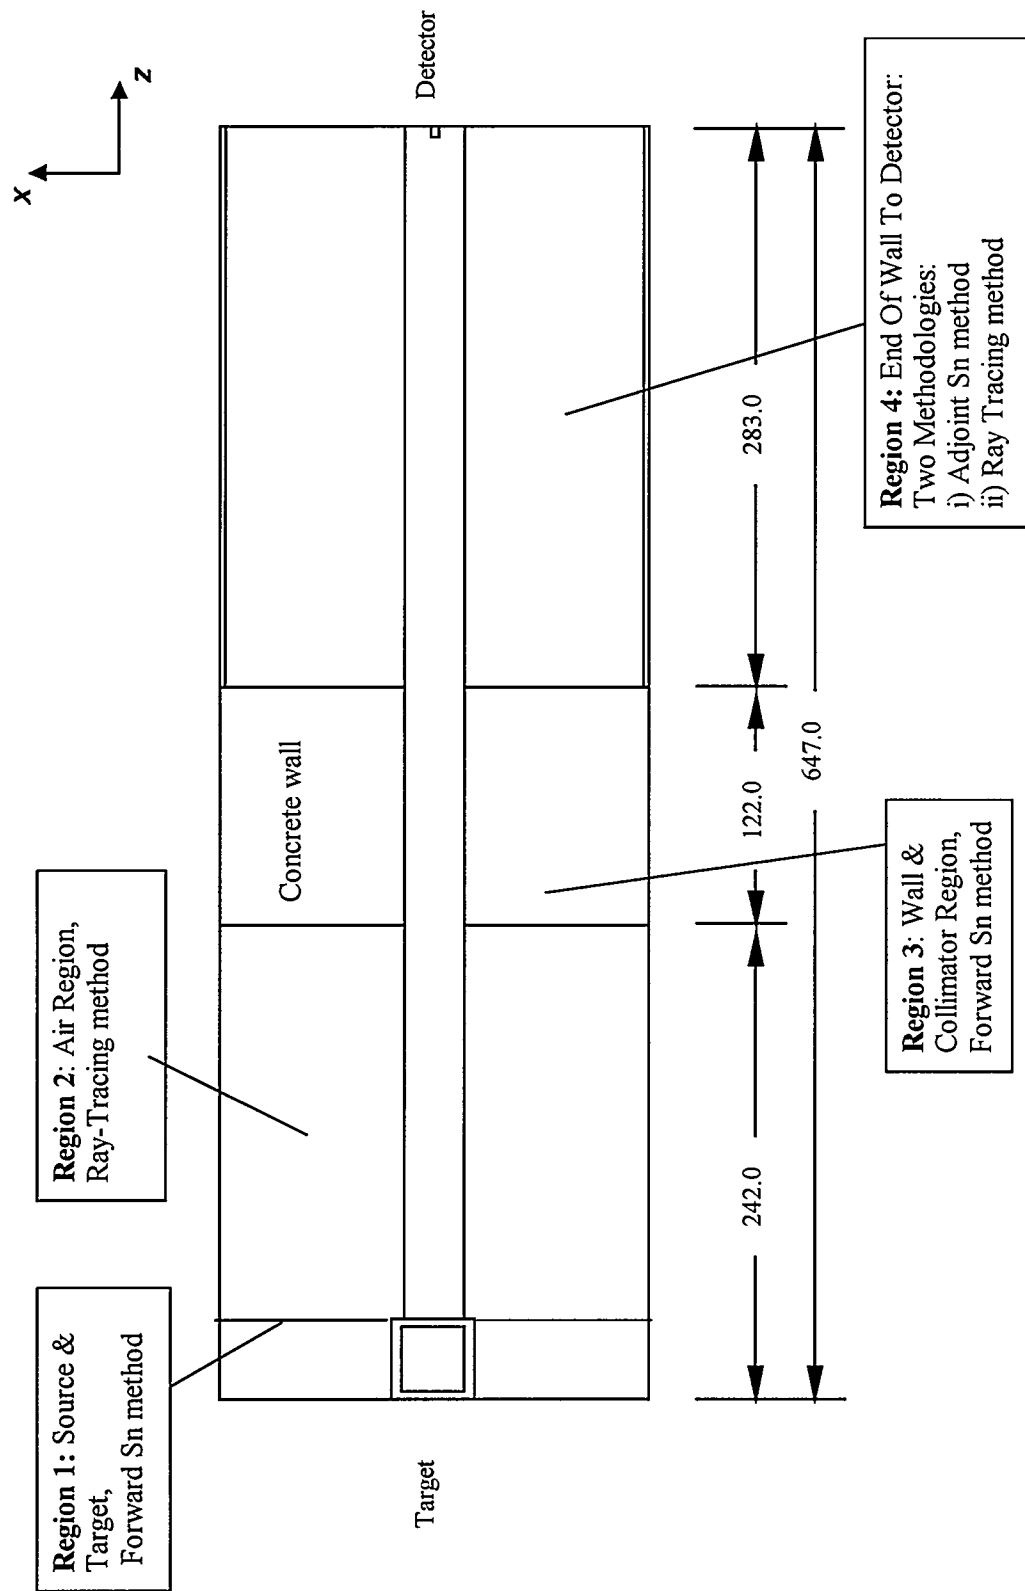 Region 1: Source &
Target,
Forward Sn method
Region 2: Air Region,
Ray-Tracing method
x
z
Target
Concrete wall
Detector
242.0
122.0
283.0
647.0
Region 3: Wall &
Collimator Region,
Forward Sn method
Region 4: End Of Wall To Detector:
Two Methodologies:
i) Adjoint Sn method
ii) Ray Tracing method